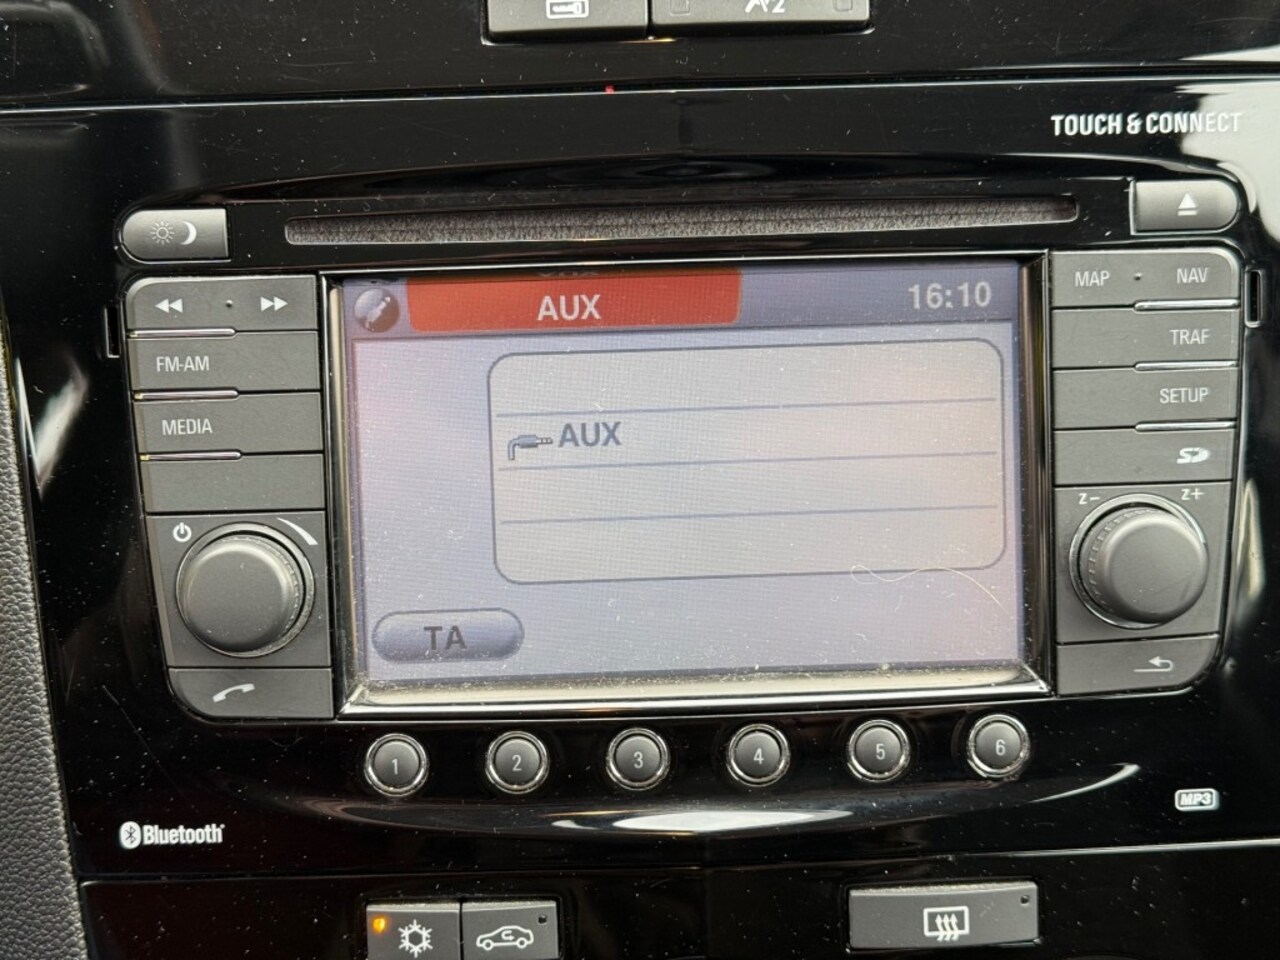 TOUCH & CONNECT
AUX
16:10
MAP
NAV
FM-AM
TRAF
MEDIA
SETUP
AUX
Z-
Z+
TA
1
2
3
4
5
6
MP3
Bluetooth